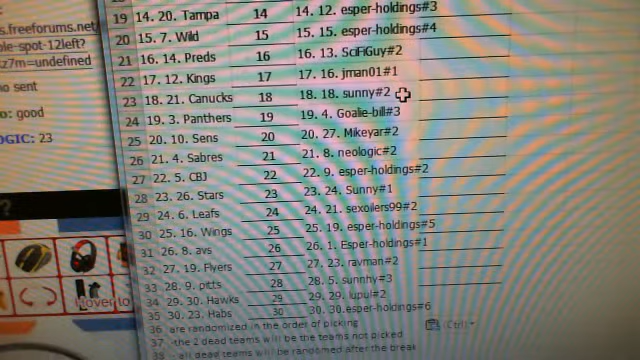 19 14. 20. Tampa 14 14. 12. esper-holdings#3
20 15. 7. Wild 15 15. 15. esper-holdings#4
21 16. 14. Preds 16 16. 13. SciFiGuy#2
22 17. 12. Kings 17 17. 16. jman01#1
23 18. 21. Canucks 18 18. 18. sunny#2
24 19. 3. Panthers 19 19. 4. Goalie-bill#3
25 20. 10. Sens 20 20. 27. Mikeyar#2
26 21. 4. Sabres 21 21. 8. neologic#2
27 22. 5. CBJ 22 22. 9. esper-holdings#2
28 23. 26. Stars 23 23. 24. Sunny#1
29 24. 6. Leafs 24 24. 21. sexoilers99#2
30 25. 16. Wings 25 25. 19. esper-holdings#5
31 26. 8. avs 26 26. 1. Esper-holdings#1
32 27. 19. Flyers 27 27. 23. ravman#2
33 28. 9. pitts 28 28. 5. sunnhy#3
34 29. 30. Hawks 29 29. 29. lupul#2
35 30. 23. Habs 30 30. 30.esper-holdings#6
36 are randomized in the order of picking
37 -the 2 dead teams will be the teams not picked
38 - all dead teams will be randomed after the break
(Ctrl)
s.freeforums.net
ole-spot-12left?
z7m=undefined
no sent
o: good
OGIC: 23
?
Hover to